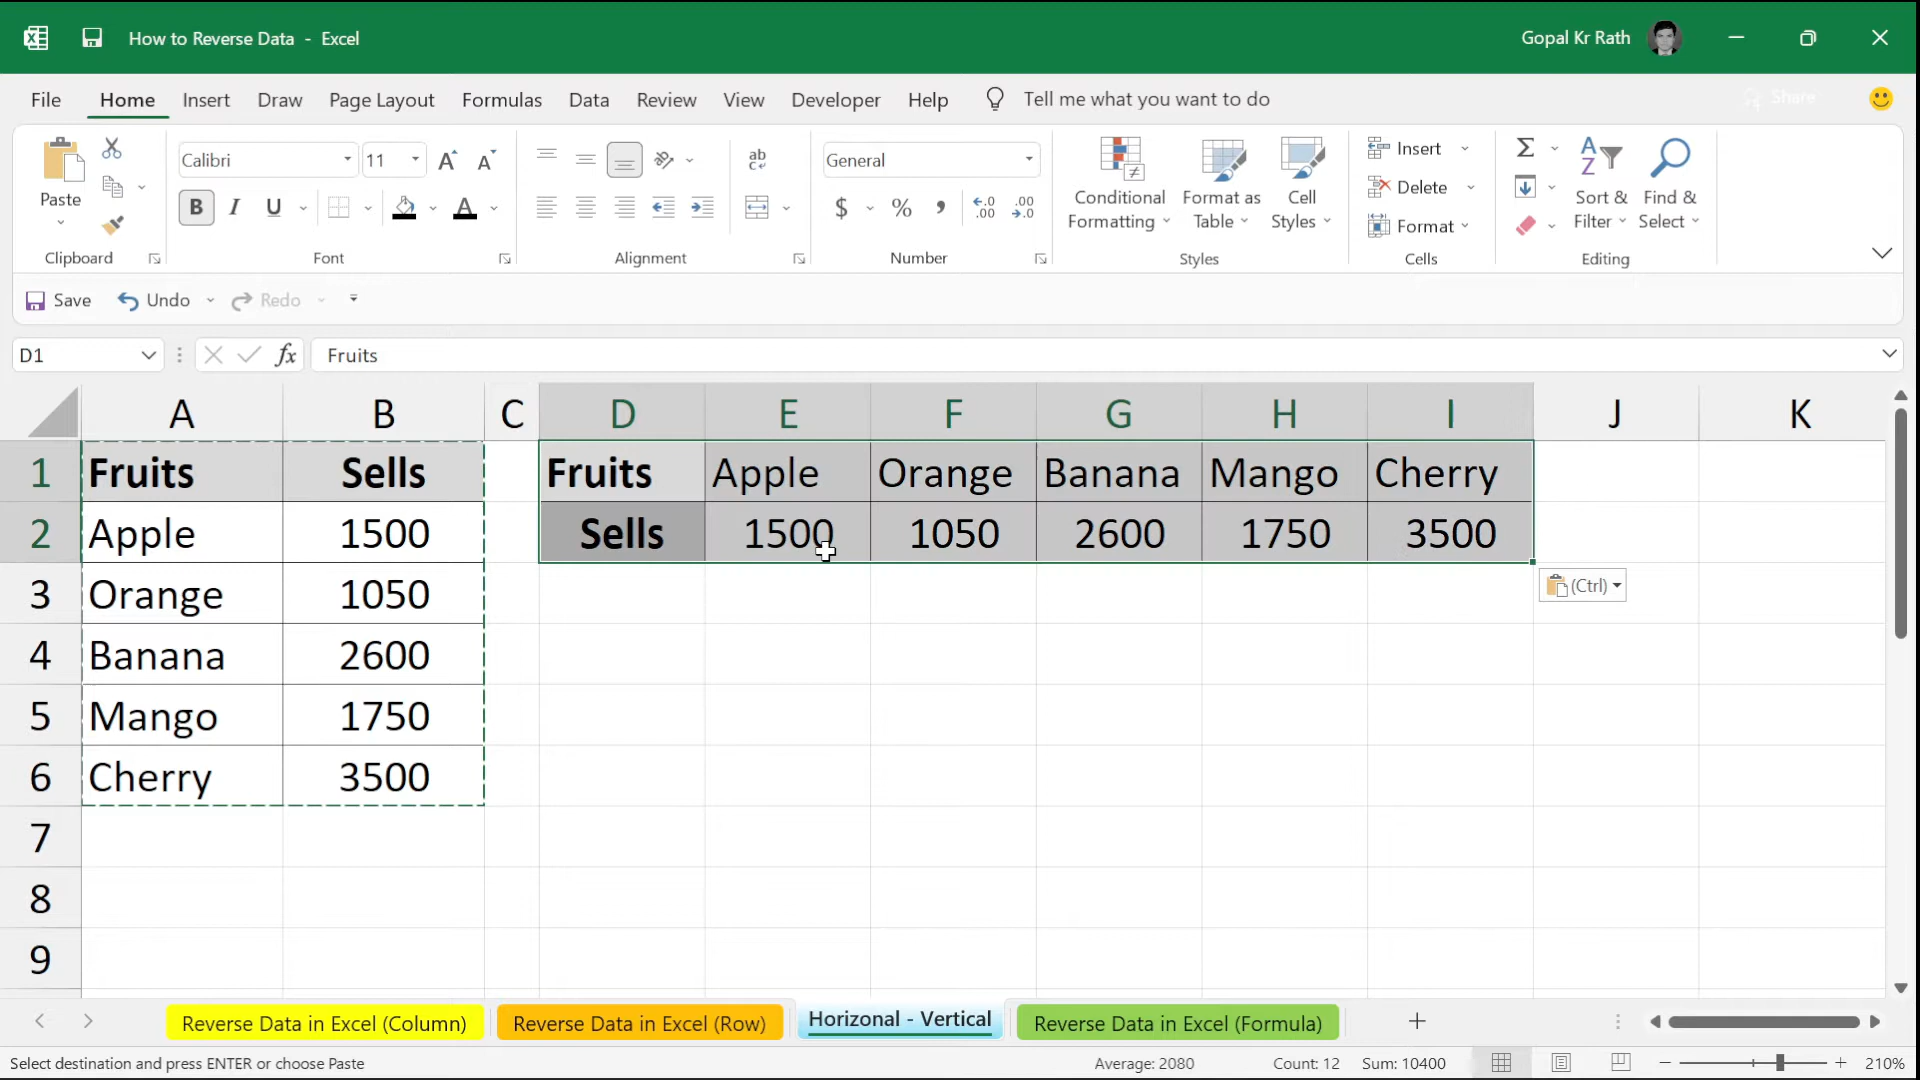 How to Reverse Data - Excel
Gopal Kr Rath
File Home Insert Draw Page Layout Formulas Data Review View Developer Help Tell me what you want to do Share
Paste
Clipboard
Calibri 11
B I U
Font
ab
Alignment
General
$ % ,
Number
Conditional Formatting
Format as Table
Cell Styles
Styles
Insert
Delete
Format
Cells
Sort & Filter
Find & Select
Editing
Save Undo Redo
D1 fx Fruits
A B C D E F G H I J K
1 Fruits Sells Fruits Apple Orange Banana Mango Cherry
2 Apple 1500 Sells 1500 1050 2600 1750 3500
3 Orange 1050 (Ctrl)
4 Banana 2600
5 Mango 1750
6 Cherry 3500
7
8
9
Reverse Data in Excel (Column) Reverse Data in Excel (Row) Horizonal - Vertical Reverse Data in Excel (Formula)
Select destination and press ENTER or choose Paste Average: 2080 Count: 12 Sum: 10400 210%